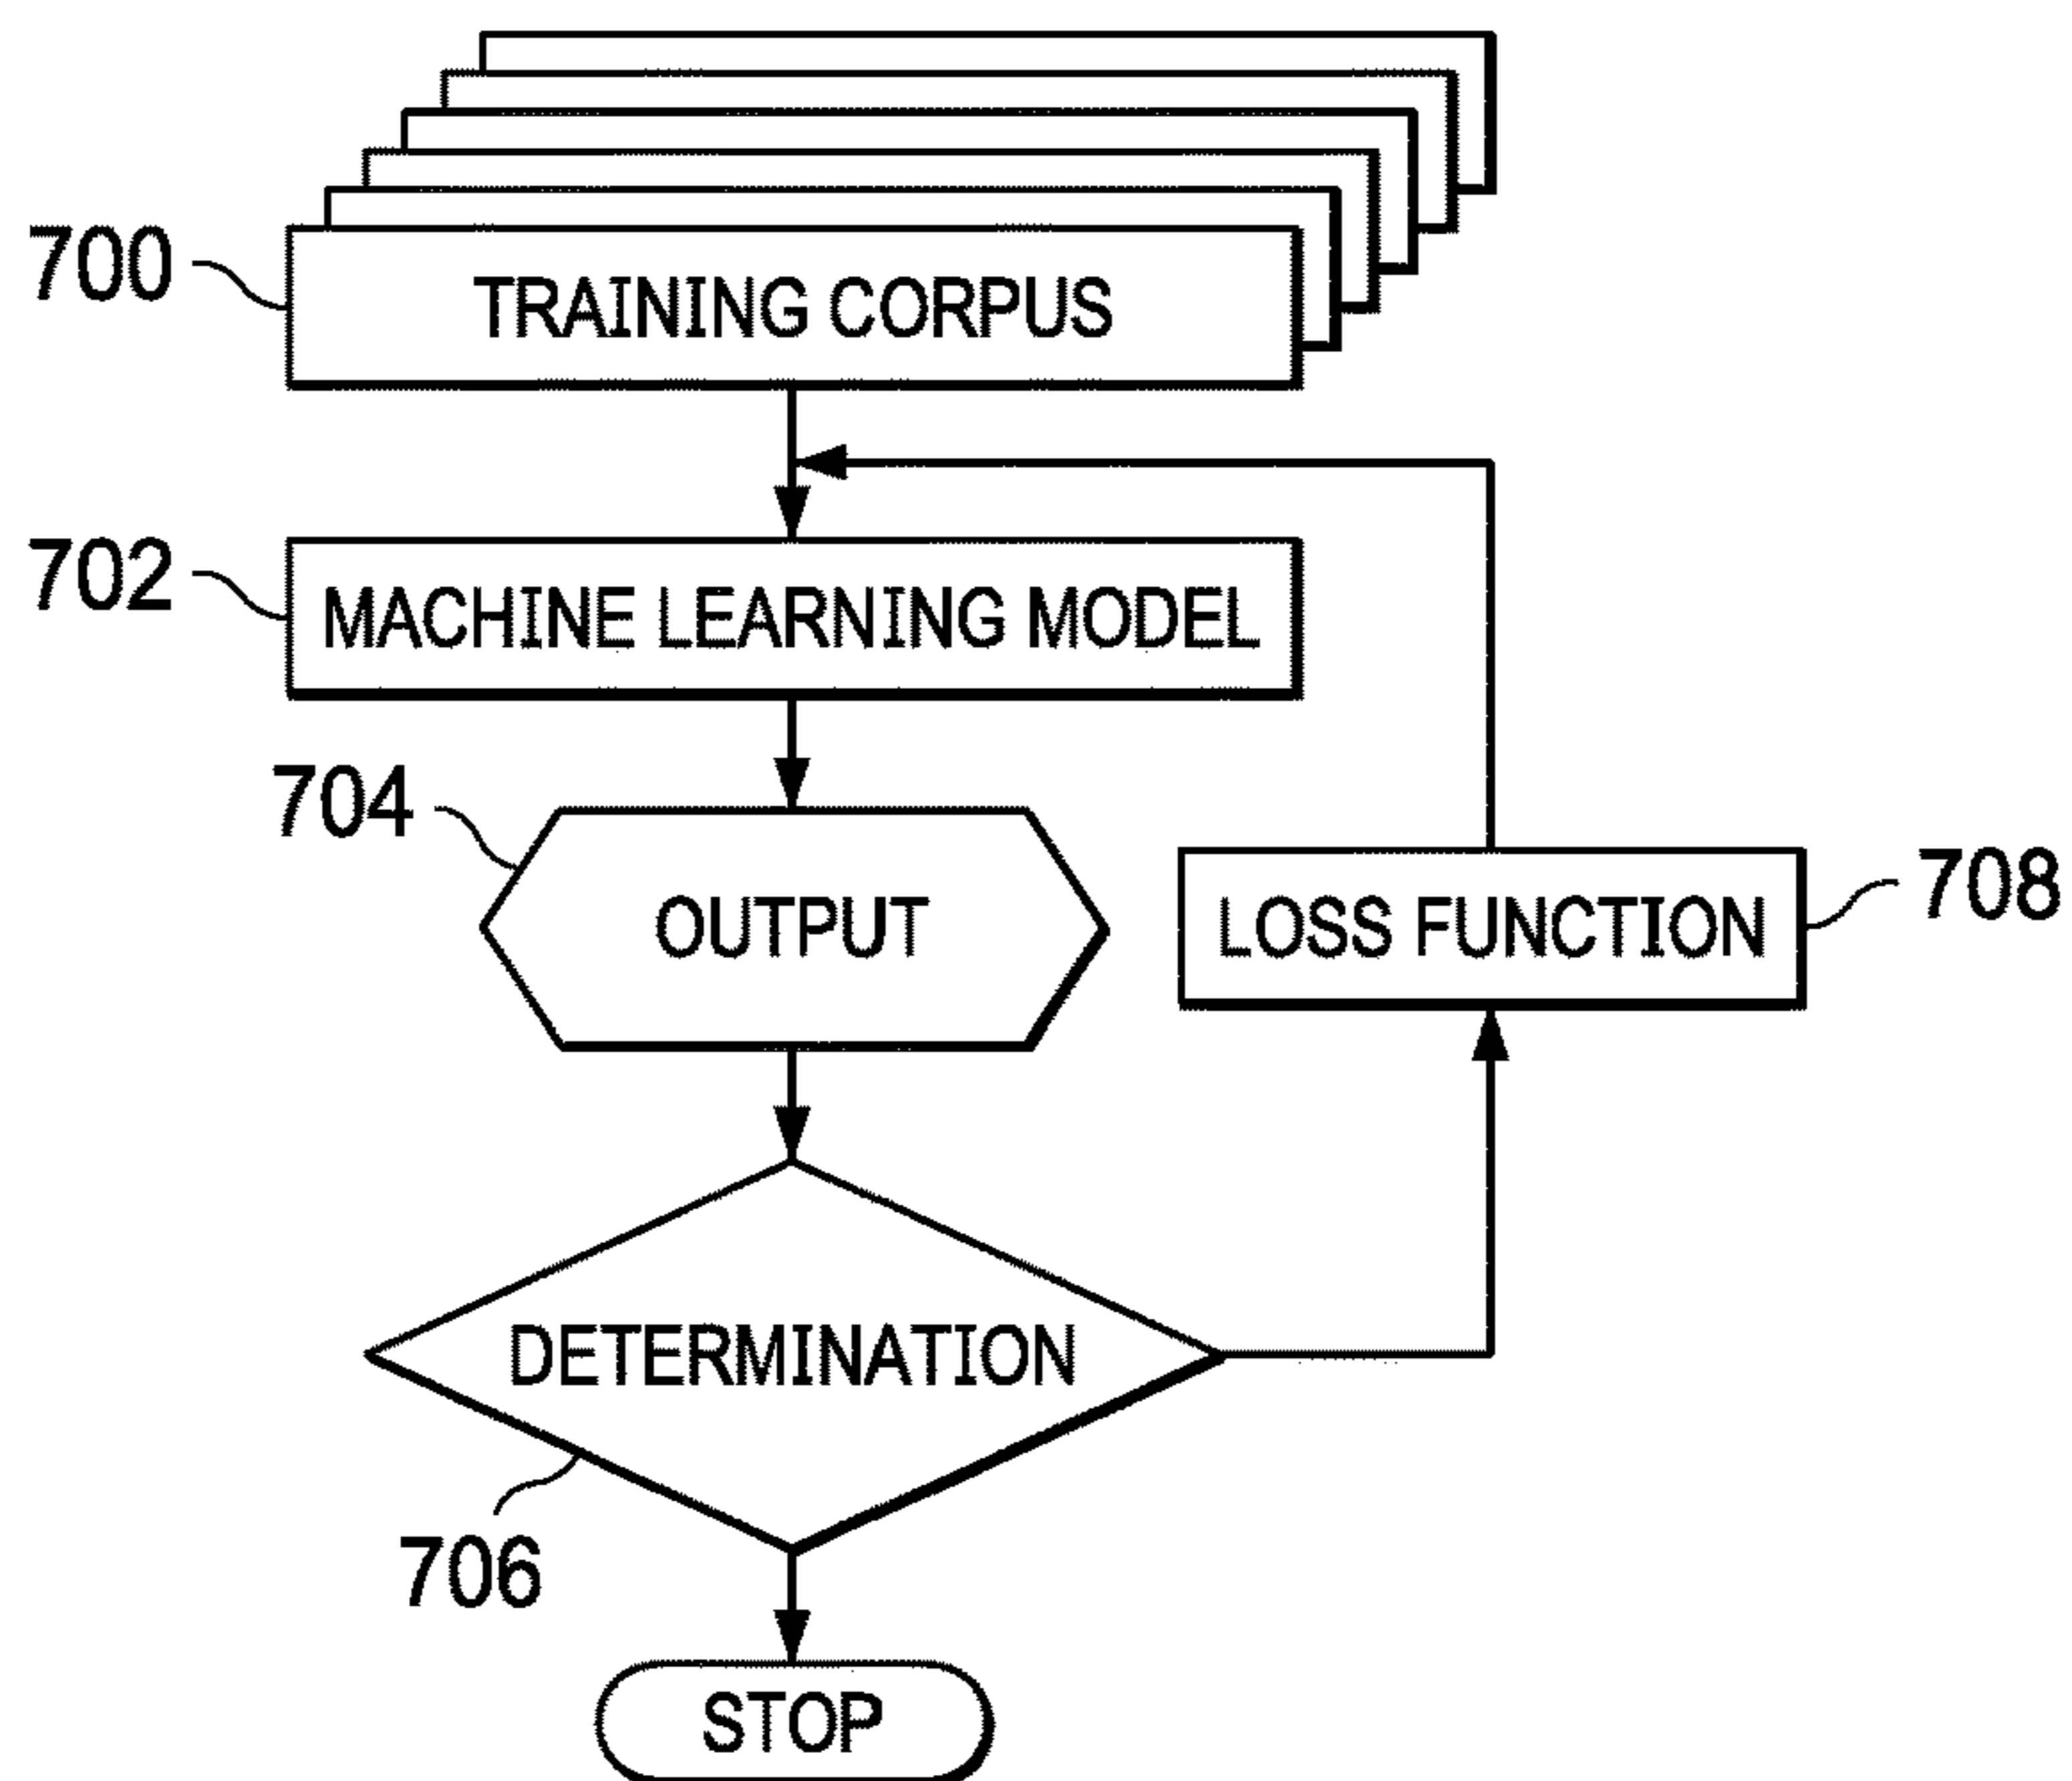 700
TRAINING CORPUS
702
MACHINE LEARNING MODEL
704
OUTPUT
LOSS FUNCTION
708
DETERMINATION
706
STOP